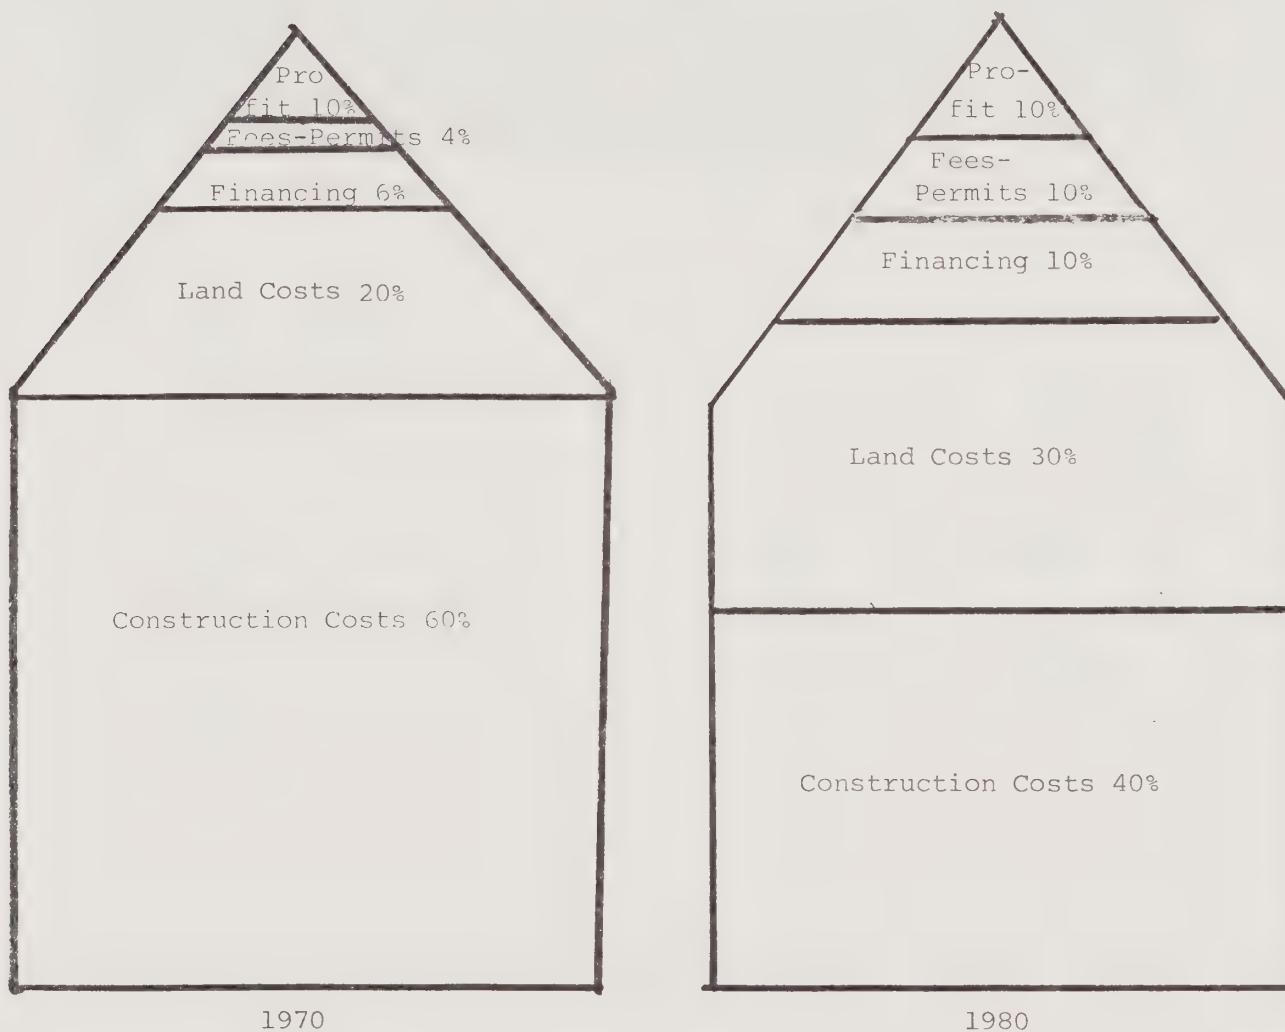 Pro
fit 10%
Fees-Permits 4%
Financing 6%
Land Costs 20%
Construction Costs 60%
1970
Pro-
fit 10%
Fees-
Permits 10%
Financing 10%
Land Costs 30%
Construction Costs 40%
1980